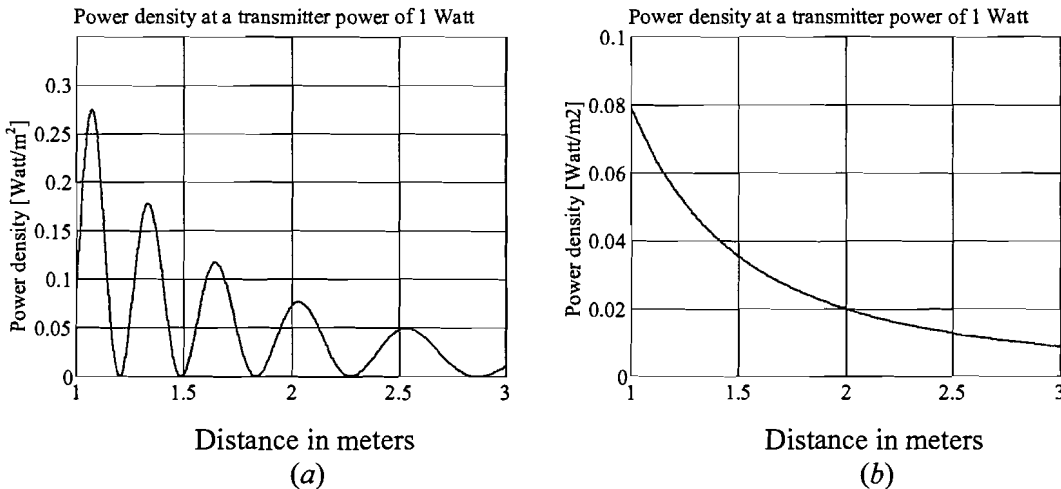 Power density at a transmitter power of 1 Watt
Power density [Watt/m²]
0.3
0.25
0.2
0.15
0.1
0.05
0
1 1.5 2 2.5 3
Distance in meters
(a)
Power density at a transmitter power of 1 Watt
Power density [Watt/m2]
0.1
0.08
0.06
0.04
0.02
0
1 1.5 2 2.5 3
Distance in meters
(b)